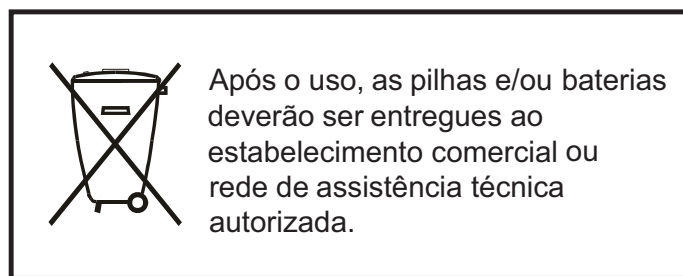 Após o uso, as pilhas e/ou baterias
deverão ser entregues ao
estabelecimento comercial ou
rede de assistência técnica
autorizada.